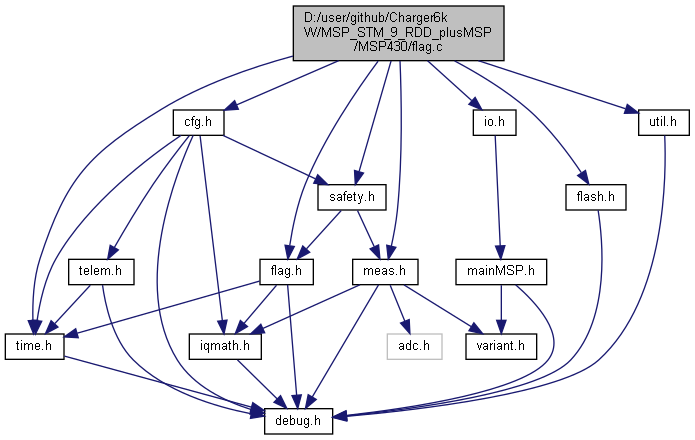 D:/user/github/Charger6k
W/MSP_STM_9_RDD_plusMSP
/MSP430/flag.c
cfg.h
io.h
util.h
safety.h
flash.h
telem.h
flag.h
meas.h
mainMSP.h
time.h
iqmath.h
adc.h
variant.h
debug.h